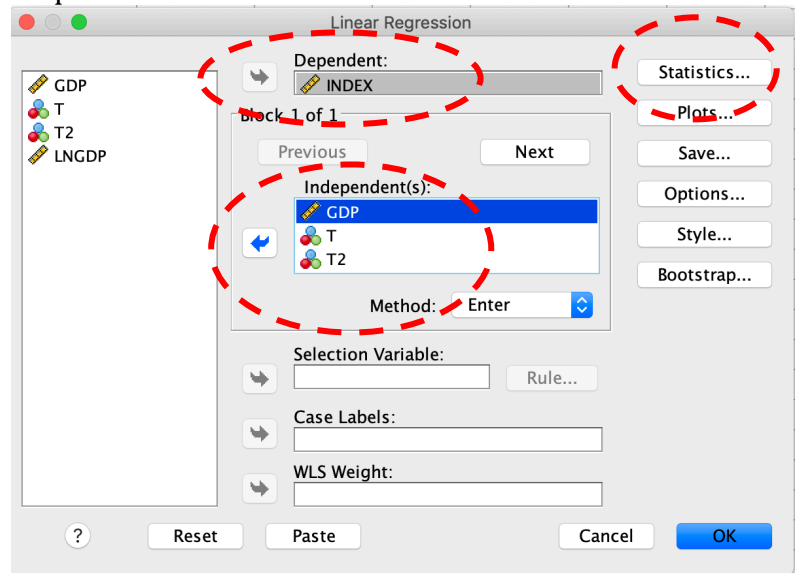 Linear Regression
GDP
T
T2
LNGDP
Dependent:
INDEX
Block 1 of 1
Previous
Next
Independent(s):
GDP
T
T2
Method:
Enter
Selection Variable:
Rule...
Case Labels:
WLS Weight:
Statistics...
Plots...
Save...
Options...
Style...
Bootstrap...
?
Reset
Paste
Cancel
OK